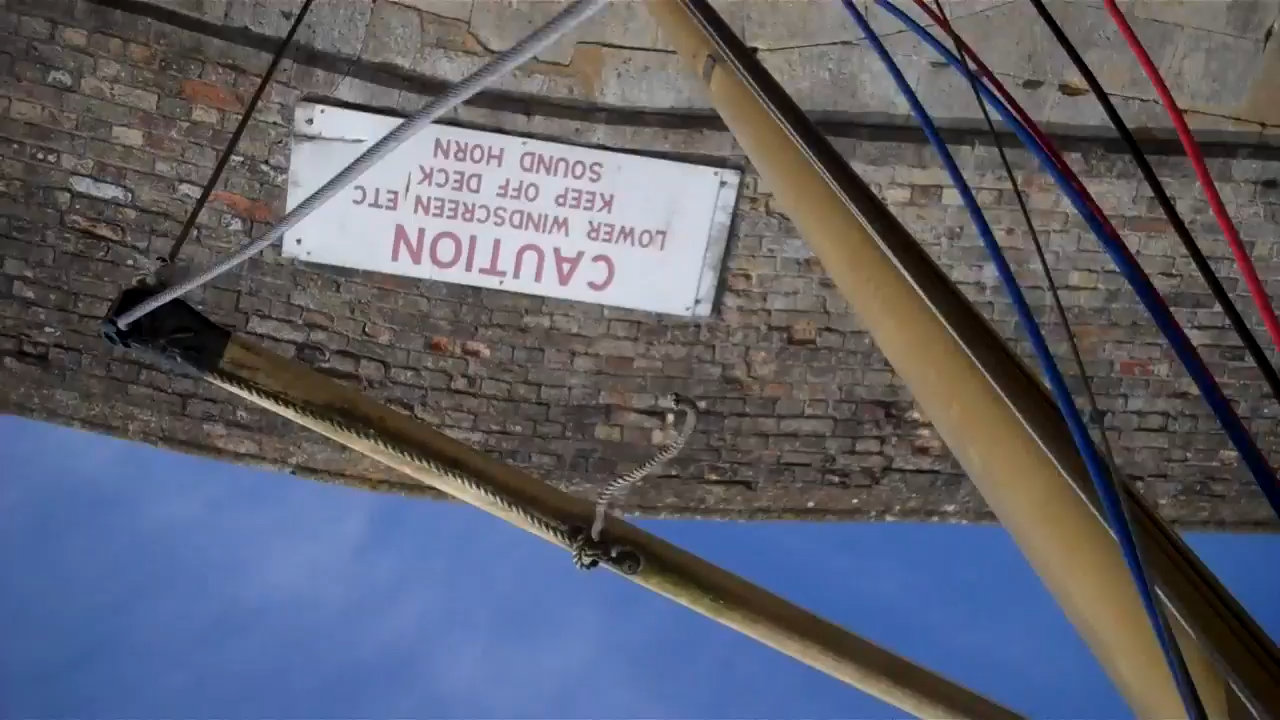 CAUTION
LOWER WINDSCREEN, ETC
KEEP OFF DECK
SOUND HORN